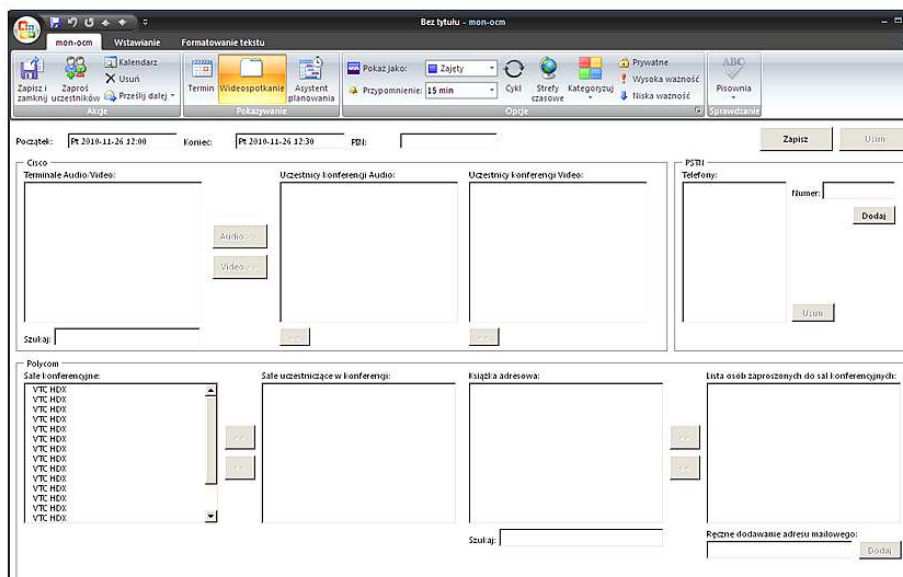 Bez tytułu - mon-ocm
mon-ocm Wstawianie Formatowanie tekstu
Zapisz i zamknij
Zaproś uczestników
Kalendarz
Usuń
Prześlij dalej
Akcje
Termin
Wideospotkanie
Asystent planowania
Pokazywanie
Pokaż jako: Zajęty
Przypomnienie: 15 min
Cykl
Strefy czasowe
Kategoryzuj
Prywatne
Wysoka ważność
Niska ważność
Opcje
ABC
Pisownia
Sprawdzanie
Początek: Pt 2010-11-26 12:00 Koniec: Pt 2010-11-26 12:30 PIN: Zapisz Usuń
Cisco
Terminale Audio/Video: Uczestnicy konferencji Audio: Uczestnicy konferencji Video:
Audio >>
Video >>
<< <<
Szukaj:
PSTN
Telefony:
Numer:
Dodaj
Usuń
Polycom
Sale konferencyjne: Sale uczestniczące w konferencji: Książka adresowa: Lista osób zaproszonych do sal konferencyjnych:
VTC HDX
VTC HDX
VTC HDX
VTC HDX
VTC HDX
VTC HDX
VTC HDX
VTC HDX
VTC HDX
VTC HDX
VTC HDX
VTC HDX
VTC HDX
VTC HDX
>> >>
<< <<
Szukaj:
Ręczne dodawanie adresu mailowego:
Dodaj